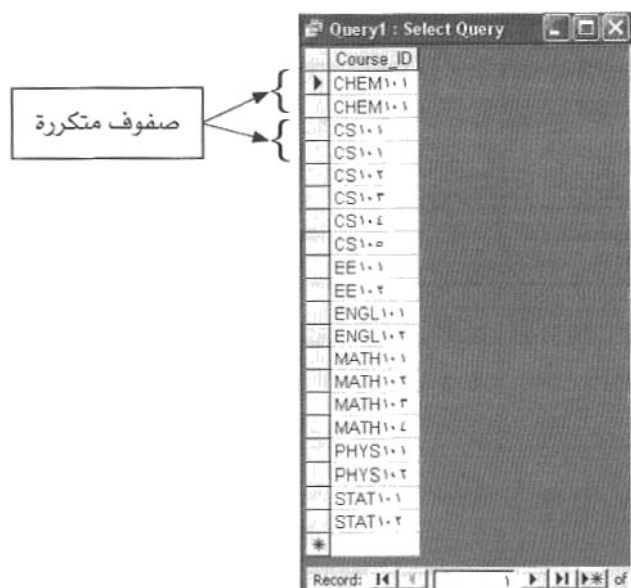 Query1 : Select Query
Course_ID
CHEM١٠١
CHEM١٠١
CS١٠١
CS١٠١
CS١٠٢
CS١٠٣
CS١٠٤
CS١٠٥
EE١٠١
EE١٠٢
ENGL١٠١
ENGL١٠٢
MATH١٠١
MATH١٠٢
MATH١٠٣
MATH١٠٤
PHYS١٠١
PHYS١٠٢
STAT١٠١
STAT١٠٢
صفوف متكررة
Record: ١ of